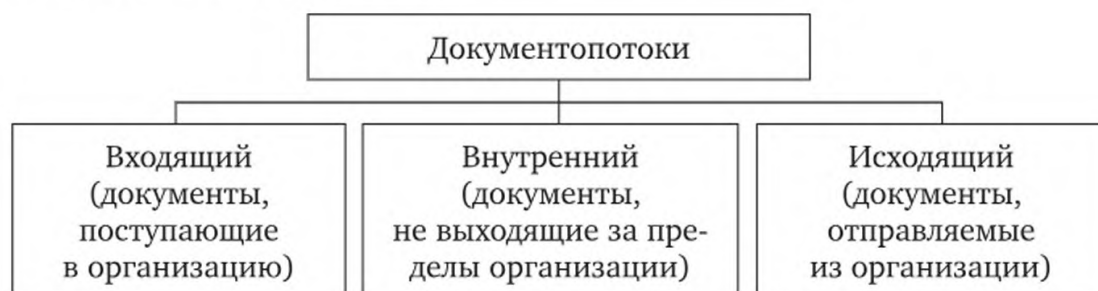 Документопотоки
Входящий
(документы,
поступающие
в организацию)
Внутренний
(документы,
не выходящие за пре-
делы организации)
Исходящий
(документы,
отправляемые
из организации)